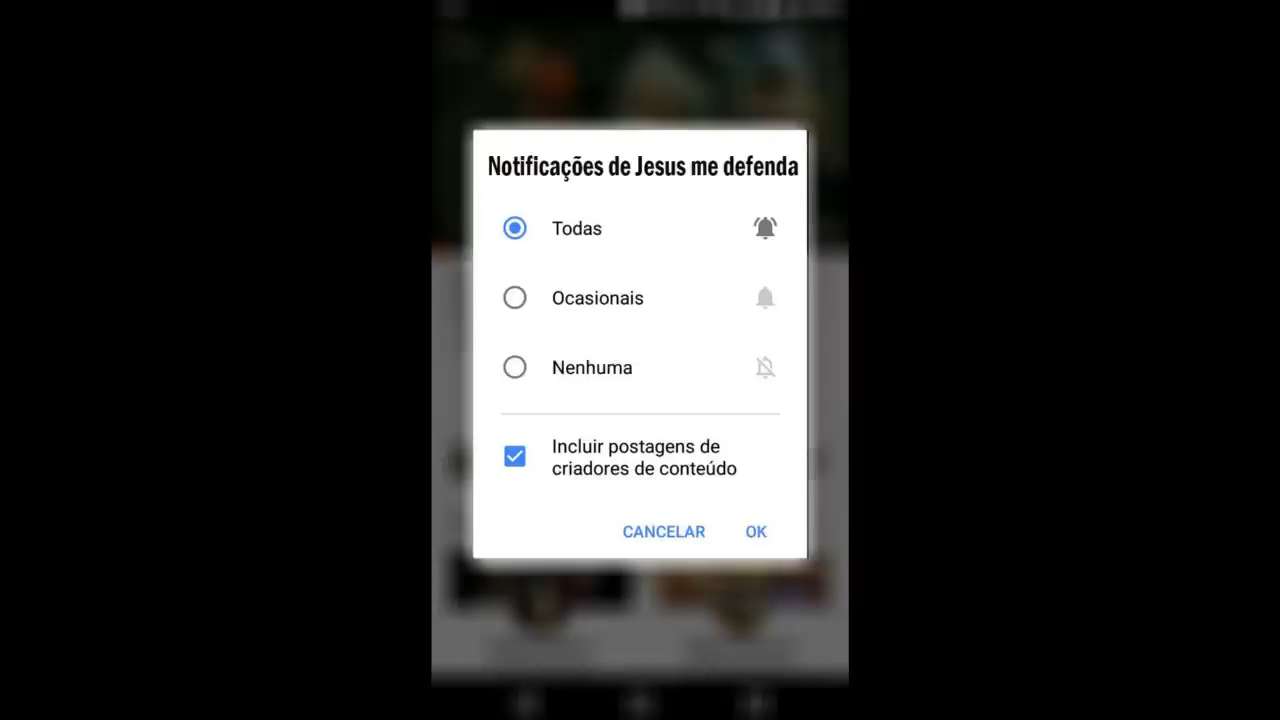 Notificações de Jesus me defenda
Todas
Ocasionais
Nenhuma
Incluir postagens de
criadores de conteúdo
CANCELAR OK